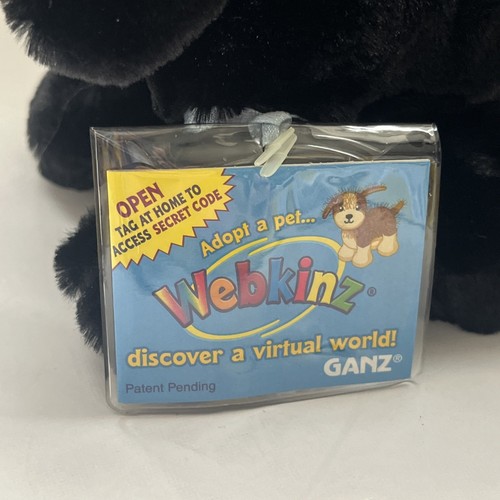 OPEN
TAG AT HOME TO
ACCESS SECRET CODE
Adopt a pet...
Webkinz®
discover a virtual world!
GANZ®
Patent Pending